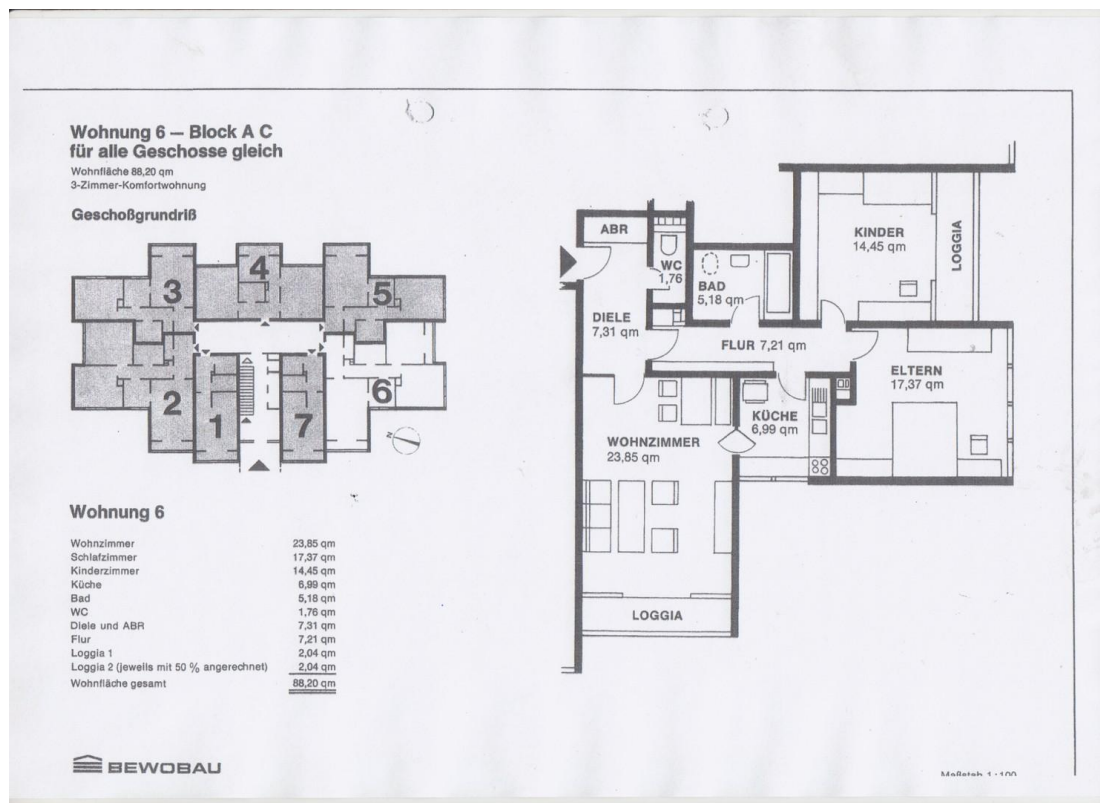 Wohnung 6 — Block A C
für alle Geschosse gleich
Wohnfläche 88,20 qm
3-Zimmer-Komfortwohnung
Geschoßgrundriß
4
3
5
2
1
7
6
ABR
WC
1,76
BAD
5,18 qm
KINDER
14,45 qm
LOGGIA
DIELE
7,31 qm
FLUR 7,21 qm
ELTERN
17,37 qm
KÜCHE
6,99 qm
WOHNZIMMER
23,85 qm
LOGGIA
Wohnung 6
Wohnzimmer 23,85 qm
Schlafzimmer 17,37 qm
Kinderzimmer 14,45 qm
Küche 6,99 qm
Bad 5,18 qm
WC 1,76 qm
Diele und ABR 7,31 qm
Flur 7,21 qm
Loggia 1 2,04 qm
Loggia 2 (jeweils mit 50 % angerechnet) 2,04 qm
Wohnfläche gesamt 88,20 qm
BEWOBAU
Maßstab 1:100